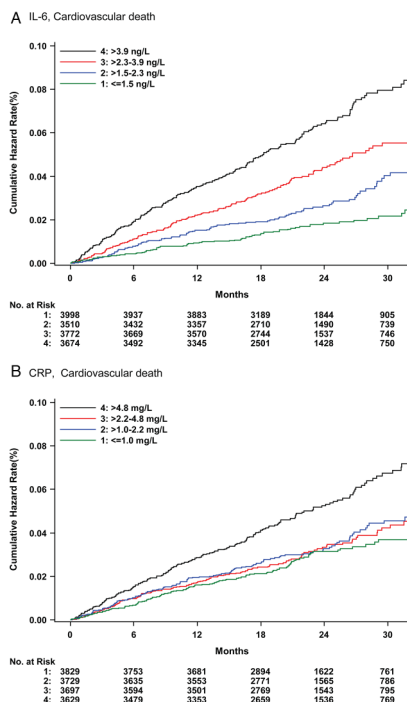 A IL-6, Cardiovascular death
4: >3.9 ng/L
3: >2.3-3.9 ng/L
2: >1.5-2.3 ng/L
1: <=1.5 ng/L
Cumulative Hazard Rate(%)
0.10
0.08
0.06
0.04
0.02
0.00
0 6 12 18 24 30
Months
No. at Risk
1: 3998 3937 3883 3189 1844 905
2: 3510 3432 3357 2710 1490 739
3: 3772 3669 3570 2744 1537 746
4: 3674 3492 3345 2501 1428 750
B CRP, Cardiovascular death
4: >4.8 mg/L
3: >2.2-4.8 mg/L
2: >1.0-2.2 mg/L
1: <=1.0 mg/L
Cumulative Hazard Rate(%)
0.10
0.08
0.06
0.04
0.02
0.00
0 6 12 18 24 30
Months
No. at Risk
1: 3829 3753 3681 2894 1622 761
2: 3729 3635 3553 2771 1565 786
3: 3697 3594 3501 2769 1543 795
4: 3629 3479 3353 2659 1536 769